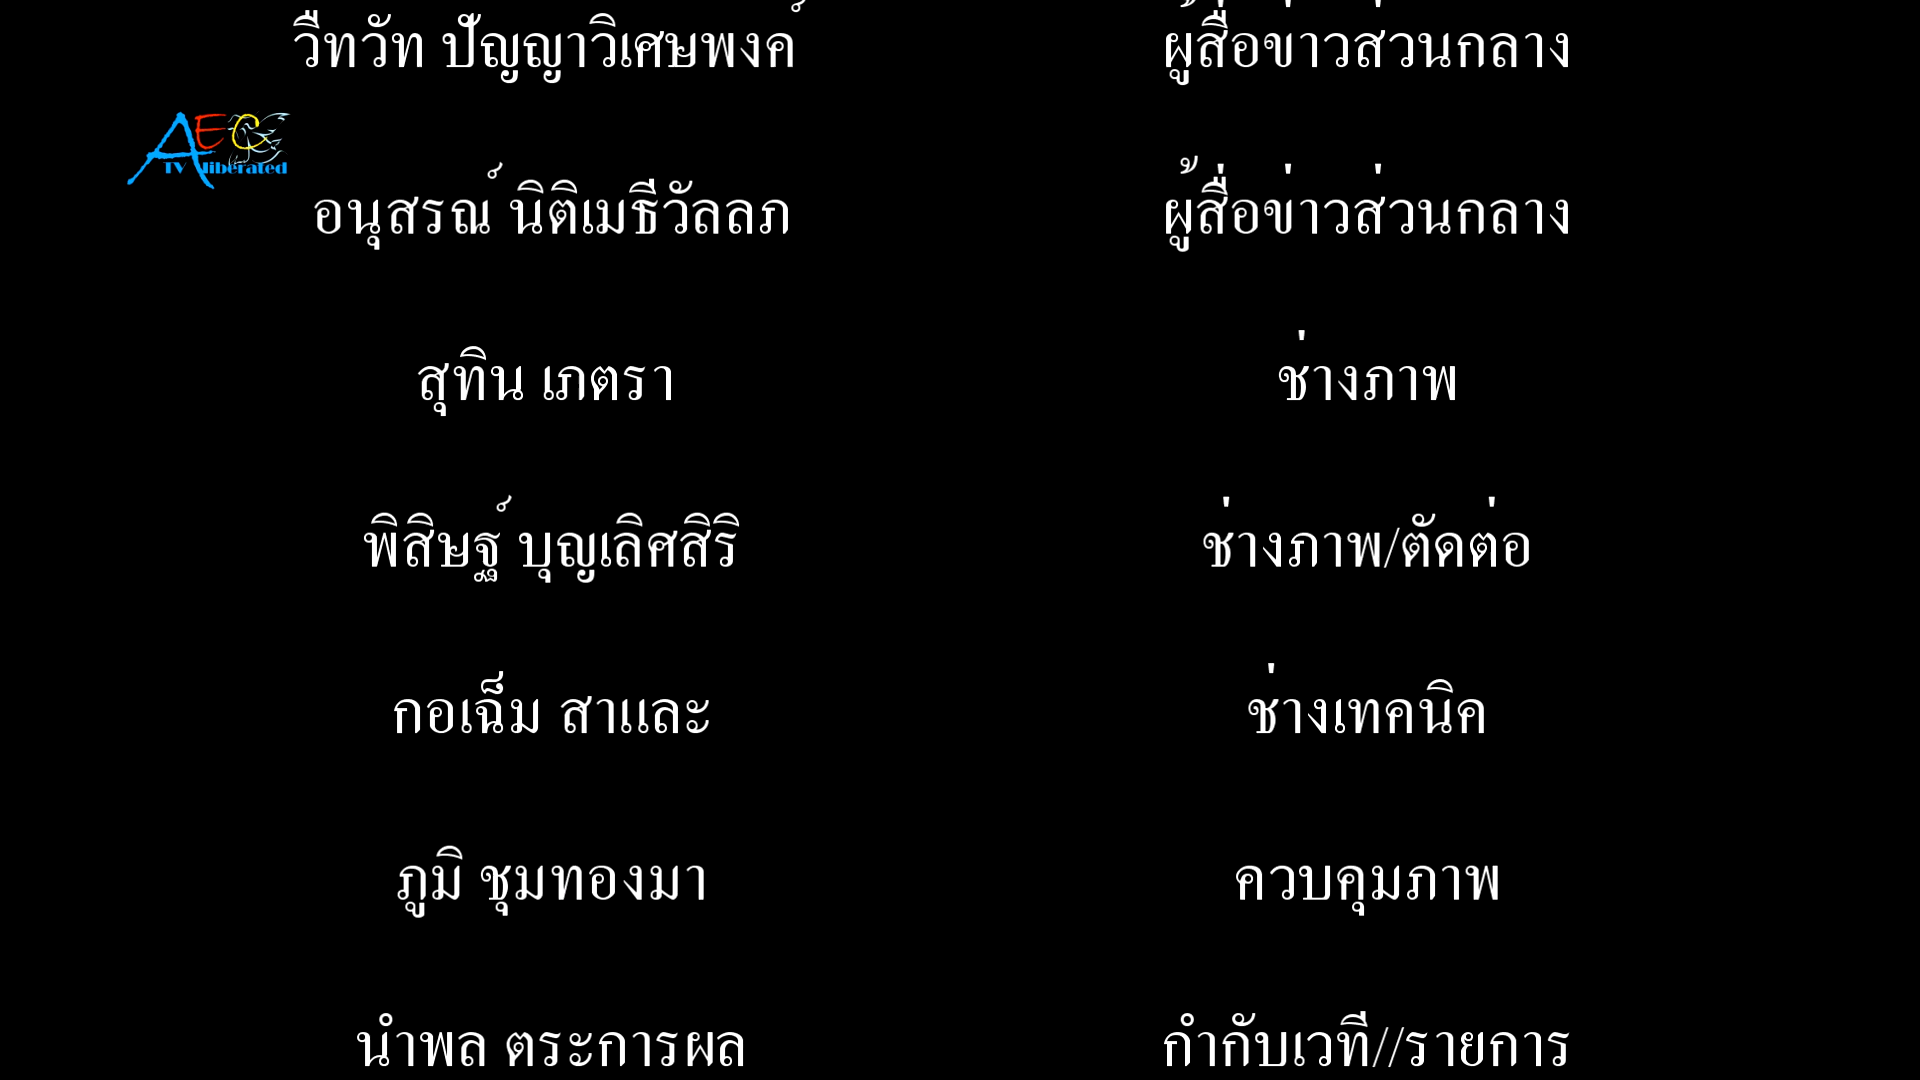 วีทวัท ปัญญาวิเศษพงค์ ผู้สื่อข่าวส่วนกลาง
AEC
TV liberated
อนุสรณ์ นิติเมธีวัลลภ ผู้สื่อข่าวส่วนกลาง
สุทิน เภตรา ช่างภาพ
พิสิษฐ์ บุญเลิศสิริ ช่างภาพ/ตัดต่อ
กอเฉ็ม สาและ ช่างเทคนิค
ภูมิ ชุมทองมา ควบคุมภาพ
นำพล ตระการผล กำกับเวที//รายการ